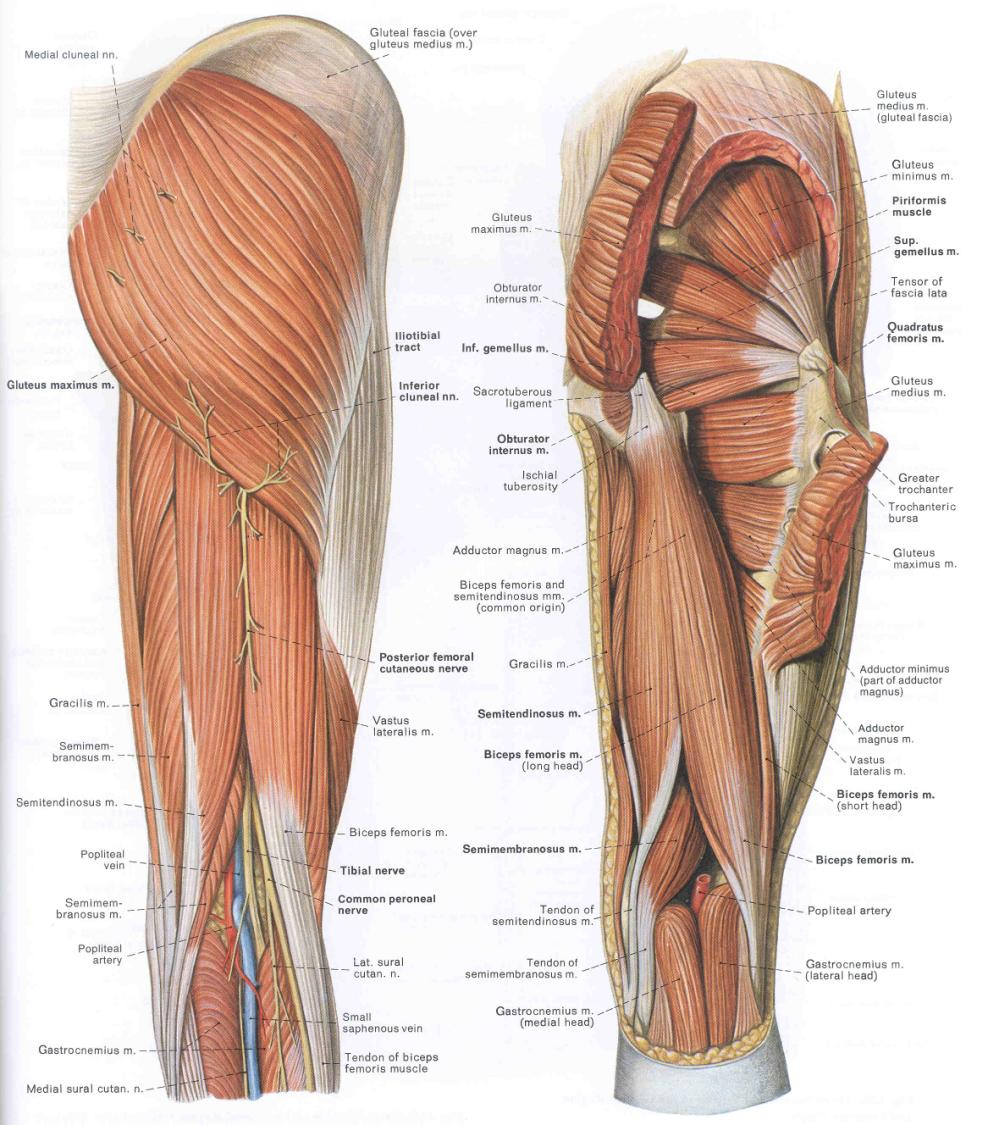 Medial cluneal nn.
Gluteal fascia (over
gluteus medius m.)
Iliotibial
tract
Gluteus maximus m.
Inferior
cluneal nn.
Posterior femoral
cutaneous nerve
Gracilis m.
Vastus
lateralis m.
Semimem-
branosus m.
Semitendinosus m.
Biceps femoris m.
Popliteal
vein
Tibial nerve
Semimem-
branosus m.
Common peroneal
nerve
Popliteal
artery
Lat. sural
cutan. n.
Small
saphenous vein
Gastrocnemius m.
Tendon of biceps
femoris muscle
Medial sural cutan. n.
Gluteus
maximus m.
Obturator
internus m.
Inf. gemellus m.
Sacrotuberous
ligament
Obturator
internus m.
Ischial
tuberosity
Adductor magnus m.
Biceps femoris and
semitendinosus mm.
(common origin)
Gracilis m.
Semitendinosus m.
Biceps femoris m.
(long head)
Semimembranosus m.
Tendon of
semitendinosus m.
Tendon of
semimembranosus m.
Gastrocnemius m.
(medial head)
Gluteus
medius m.
(gluteal fascia)
Gluteus
minimus m.
Piriformis
muscle
Sup.
gemellus m.
Tensor of
fascia lata
Quadratus
femoris m.
Gluteus
medius m.
Greater
trochanter
Trochanteric
bursa
Gluteus
maximus m.
Adductor minimus
(part of adductor
magnus)
Adductor
magnus m.
Vastus
lateralis m.
Biceps femoris m.
(short head)
Biceps femoris m.
Popliteal artery
Gastrocnemius m.
(lateral head)